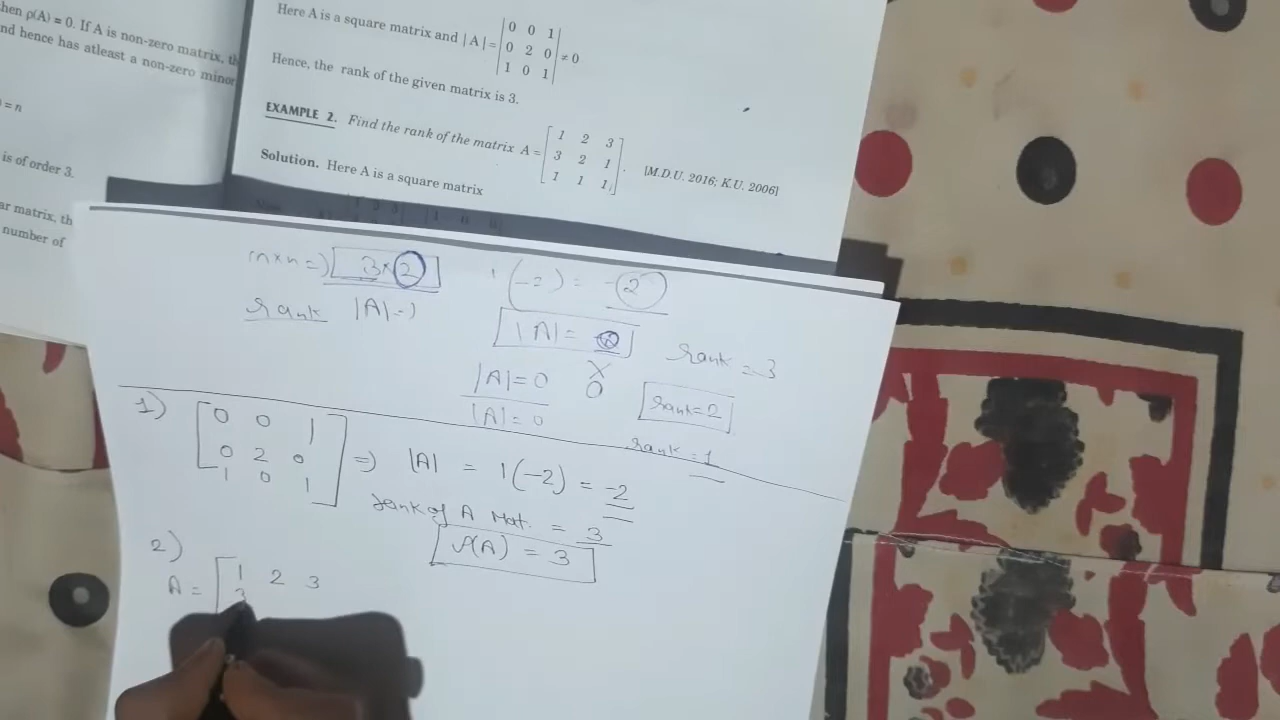 hen ρ(A) = 0. If A is non-zero matrix, th
nd hence has atleast a non-zero minor
) = n
is of order 3.
ar matrix, th
number of
Here A is a square matrix and | A | = | 0 0 1 |
| 0 2 0 | ≠ 0
| 1 0 1 |
Hence, the rank of the given matrix is 3.
EXAMPLE 2. Find the rank of the matrix A = [ 1 2 3 ]
[ 3 2 1 ] . [M.D.U. 2016; K.U. 2006]
[ 1 1 1 ]
Solution. Here A is a square matrix
m×n =) 3×2
rank |A| =)
1 (-2) = -2
|A| =
|A| = 0
|A| = 0
0
rank = 3
rank = 2
rank = 1
1) [ 0 0 1 ]
[ 0 2 0 ] => |A| = 1(-2) = -2
[ 1 0 1 ]
rank of A Mat. = 3
ρ(A) = 3
2)
A = [ 1 2 3
3